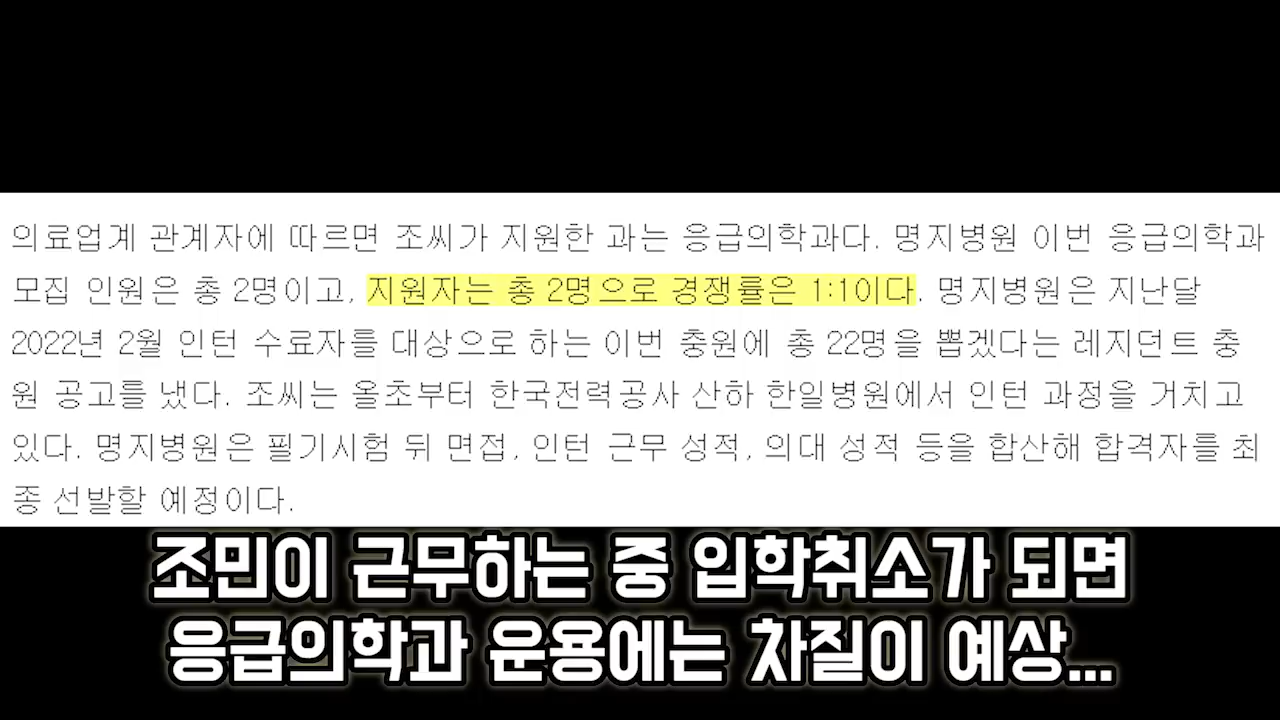 의료업계 관계자에 따르면 조씨가 지원한 과는 응급의학과다. 명지병원 이번 응급의학과
모집 인원은 총 2명이고, 지원자는 총 2명으로 경쟁률은 1:1이다. 명지병원은 지난달
2022년 2월 인턴 수료자를 대상으로 하는 이번 충원에 총 22명을 뽑겠다는 레지던트 충
원 공고를 냈다. 조씨는 올초부터 한국전력공사 산하 한일병원에서 인턴 과정을 거치고
있다. 명지병원은 필기시험 뒤 면접, 인턴 근무 성적, 의대 성적 등을 합산해 합격자를 최
종 선발할 예정이다.
조민이 근무하는 중 입학취소가 되면
응급의학과 운용에는 차질이 예상...